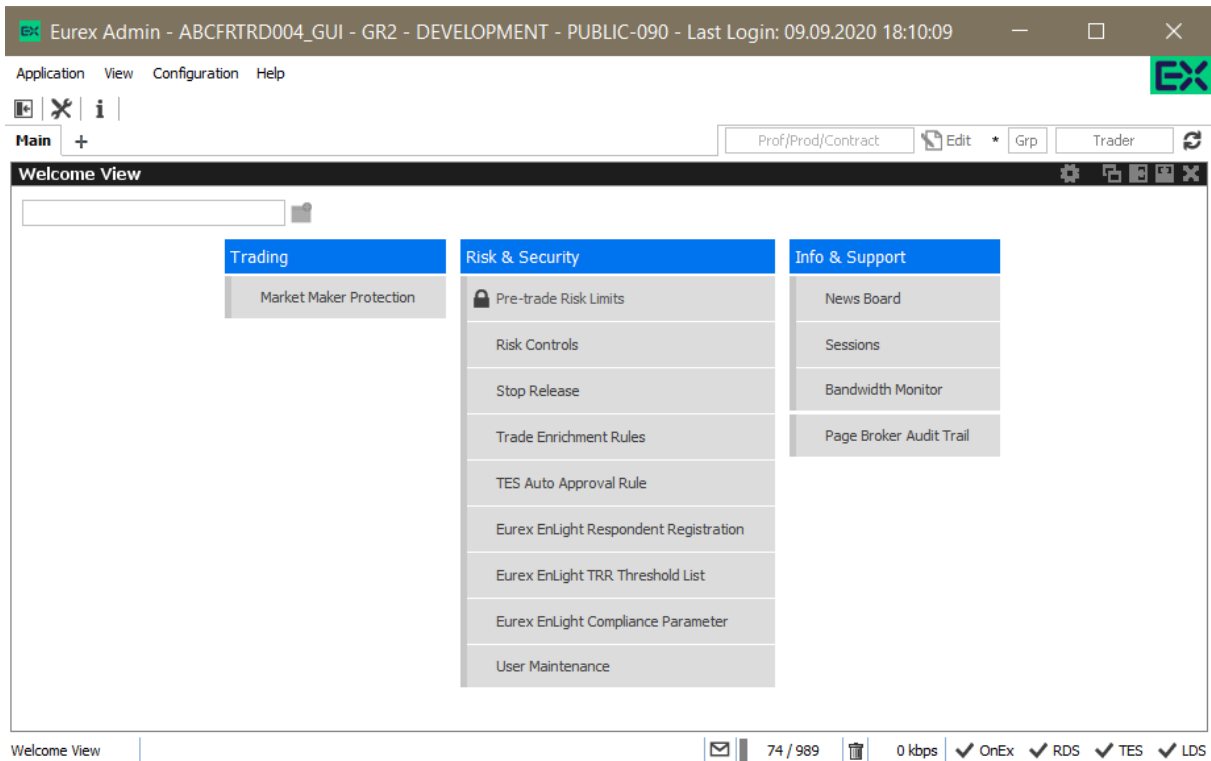 Eurex Admin - ABCFRTRD004_GUI - GR2 - DEVELOPMENT - PUBLIC-090 - Last Login: 09.09.2020 18:10:09
Application View Configuration Help
EX
Main + Prof/Prod/Contract Edit * Grp Trader
Welcome View
Trading
Market Maker Protection
Risk & Security
Pre-trade Risk Limits
Risk Controls
Stop Release
Trade Enrichment Rules
TES Auto Approval Rule
Eurex EnLight Respondent Registration
Eurex EnLight TRR Threshold List
Eurex EnLight Compliance Parameter
User Maintenance
Info & Support
News Board
Sessions
Bandwidth Monitor
Page Broker Audit Trail
Welcome View 74 / 989 0 kbps OnEx RDS TES LDS